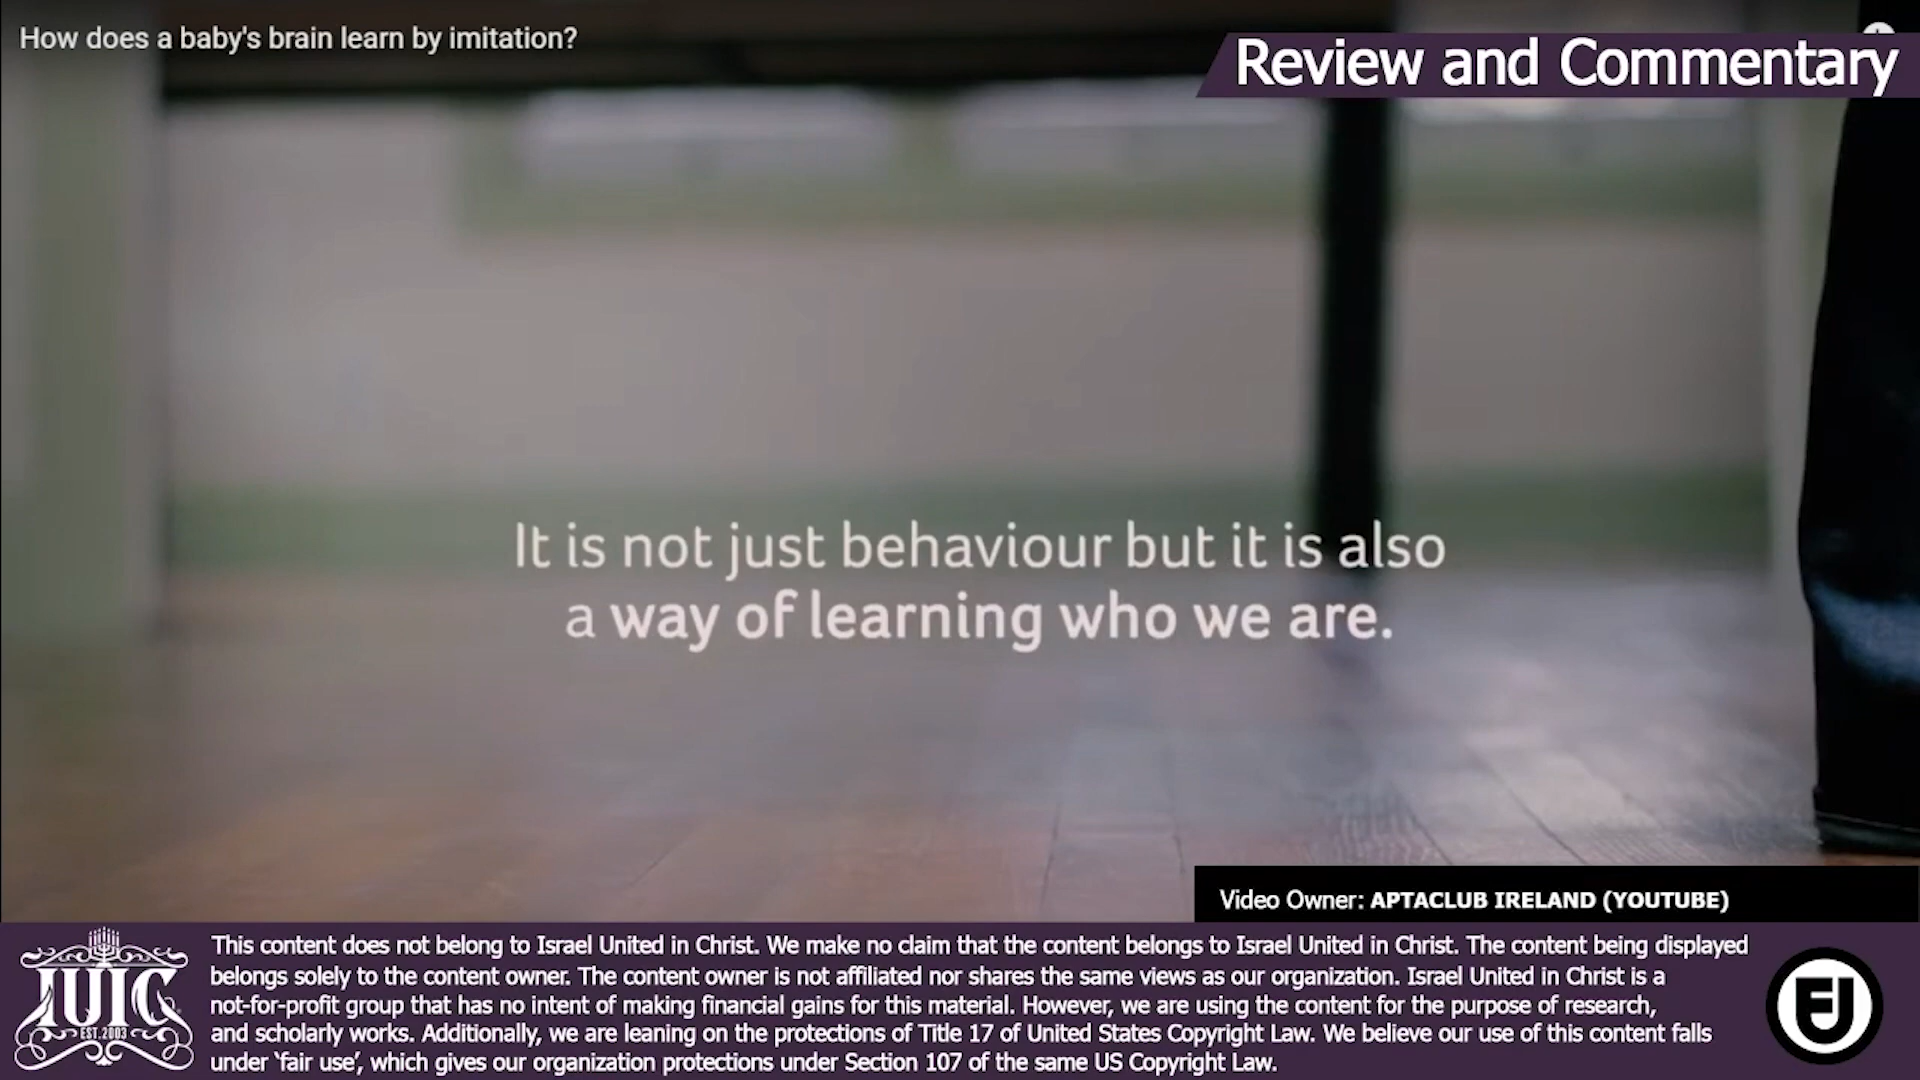 How does a baby's brain learn by imitation?
Review and Commentary
It is not just behaviour but it is also
a way of learning who we are.
Video Owner: APTACLUB IRELAND (YOUTUBE)
This content does not belong to Israel United in Christ. We make no claim that the content belongs to Israel United in Christ. The content being displayed
belongs solely to the content owner. The content owner is not affiliated nor shares the same views as our organization. Israel United in Christ is a
not-for-profit group that has no intent of making financial gains for this material. However, we are using the content for the purpose of research,
and scholarly works. Additionally, we are leaning on the protections of Title 17 of United States Copyright Law. We believe our use of this content falls
under 'fair use', which gives our organization protections under Section 107 of the same US Copyright Law.
IUIC
EST. 2003